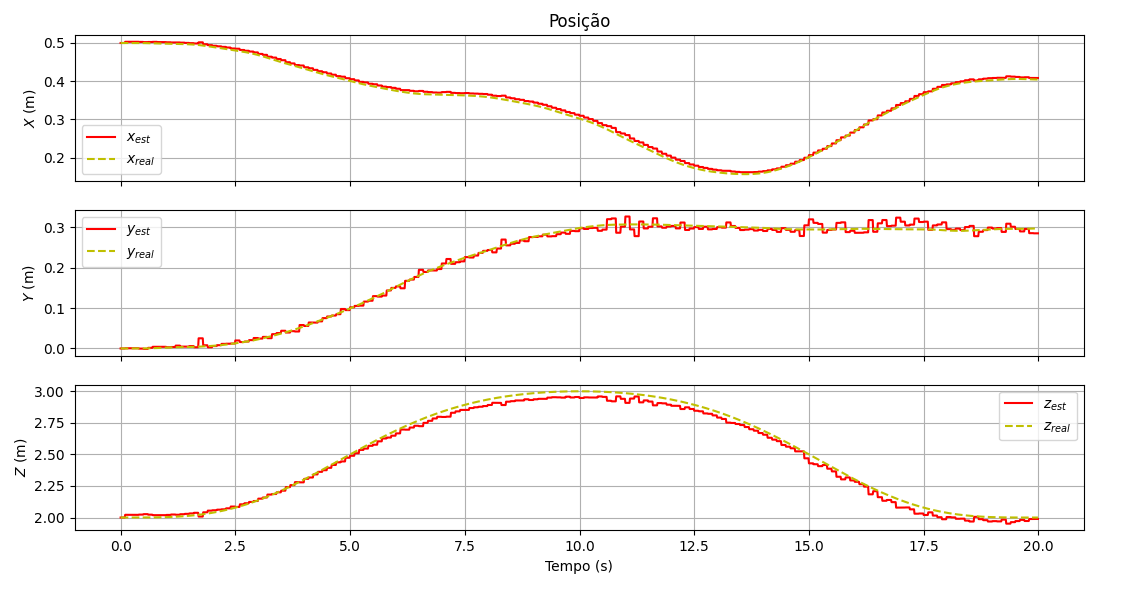 Posição
0.5
0.4
0.3
0.2
X (m)
x_est
x_real
0.3
0.2
0.1
0.0
Y (m)
y_est
y_real
3.00
2.75
2.50
2.25
2.00
Z (m)
z_est
z_real
0.0 2.5 5.0 7.5 10.0 12.5 15.0 17.5 20.0
Tempo (s)